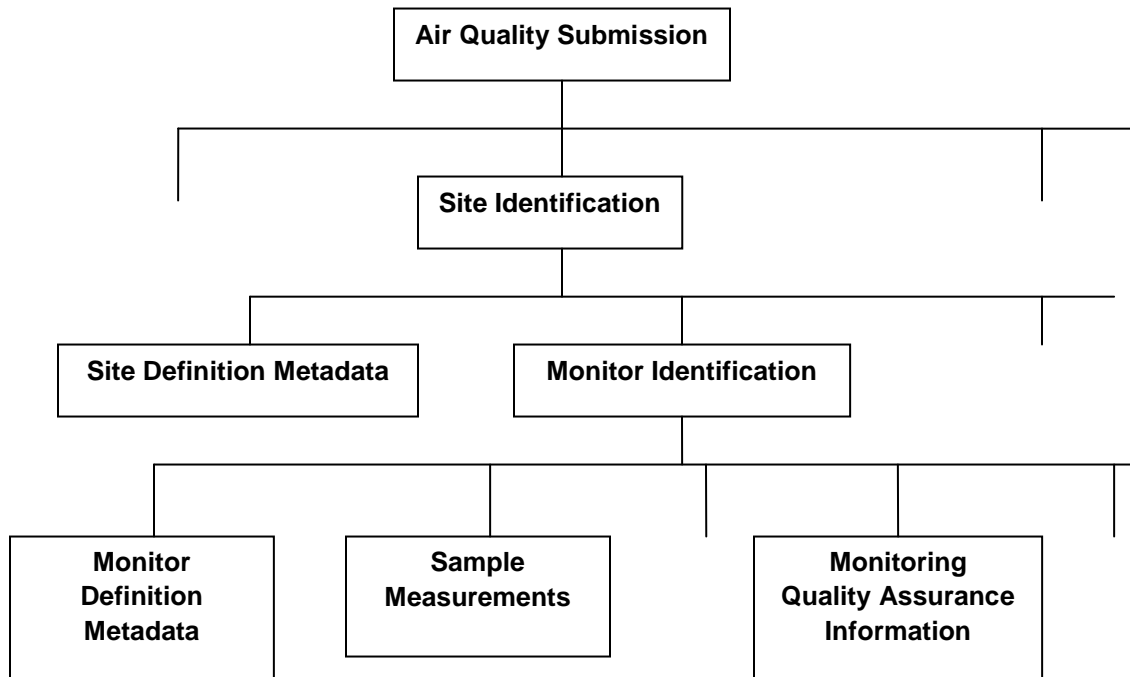 Air Quality Submission
Site Identification
Site Definition Metadata
Monitor Identification
Monitor
Definition
Metadata
Sample
Measurements
Monitoring
Quality Assurance
Information